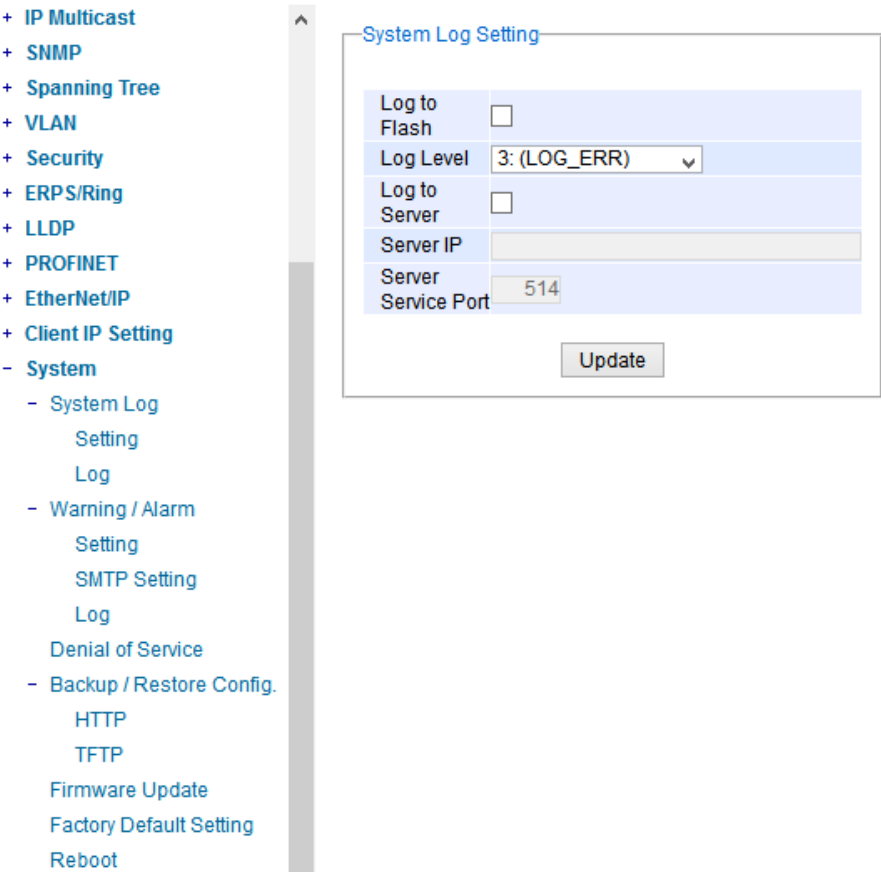 + IP Multicast
+ SNMP
+ Spanning Tree
+ VLAN
+ Security
+ ERPS/Ring
+ LLDP
+ PROFINET
+ EtherNet/IP
+ Client IP Setting
- System
- System Log
Setting
Log
- Warning / Alarm
Setting
SMTP Setting
Log
Denial of Service
- Backup / Restore Config.
HTTP
TFTP
Firmware Update
Factory Default Setting
Reboot
System Log Setting
Log to
Flash
Log Level 3: (LOG_ERR)
Log to
Server
Server IP
Server
Service Port 514
Update